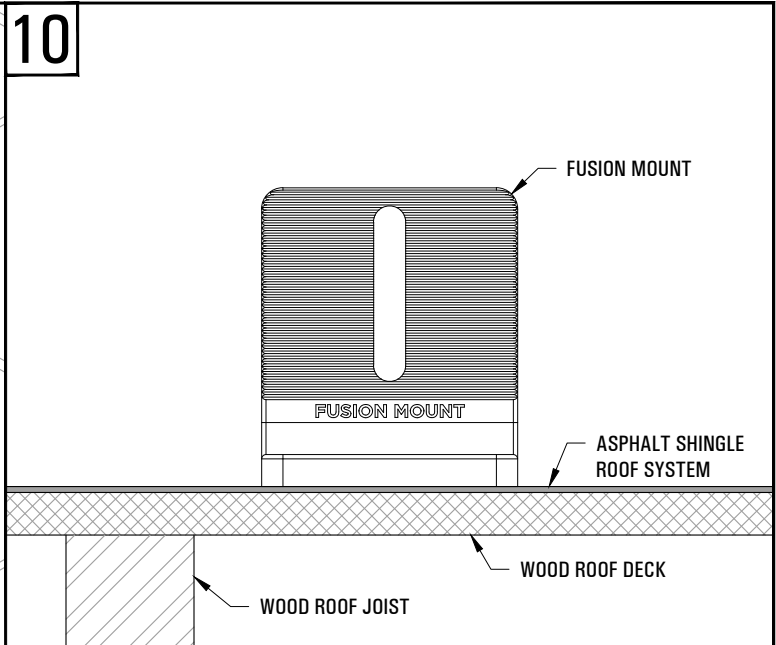 10
FUSION MOUNT
FUSION MOUNT
ASPHALT SHINGLE
ROOF SYSTEM
WOOD ROOF DECK
WOOD ROOF JOIST